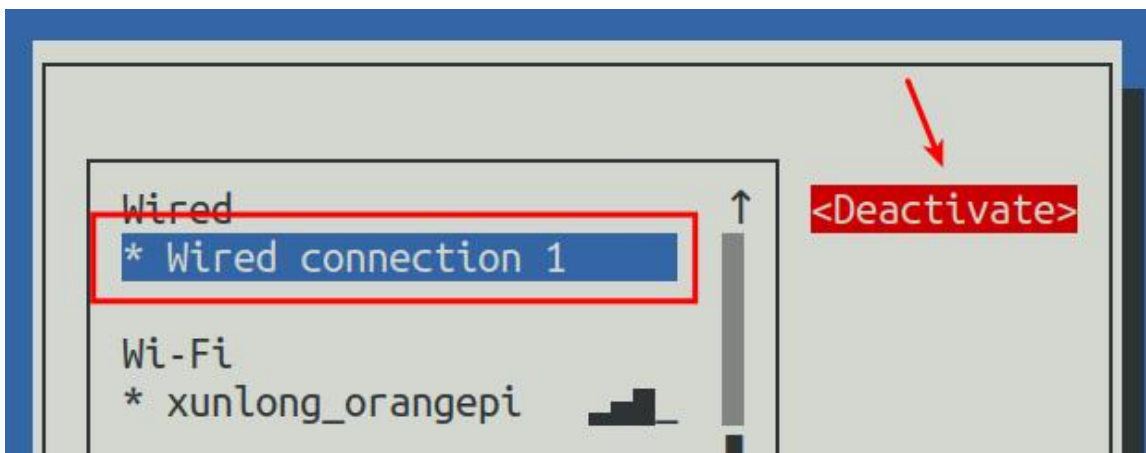 Wired
* Wired connection 1
<Deactivate>
Wi-Fi
* xunlong_orangepi